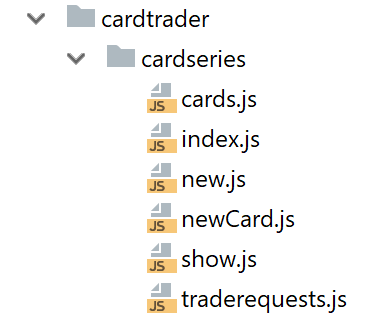 cardtrader
cardseries
JS cards.js
JS index.js
JS new.js
JS newCard.js
JS show.js
JS traderequests.js